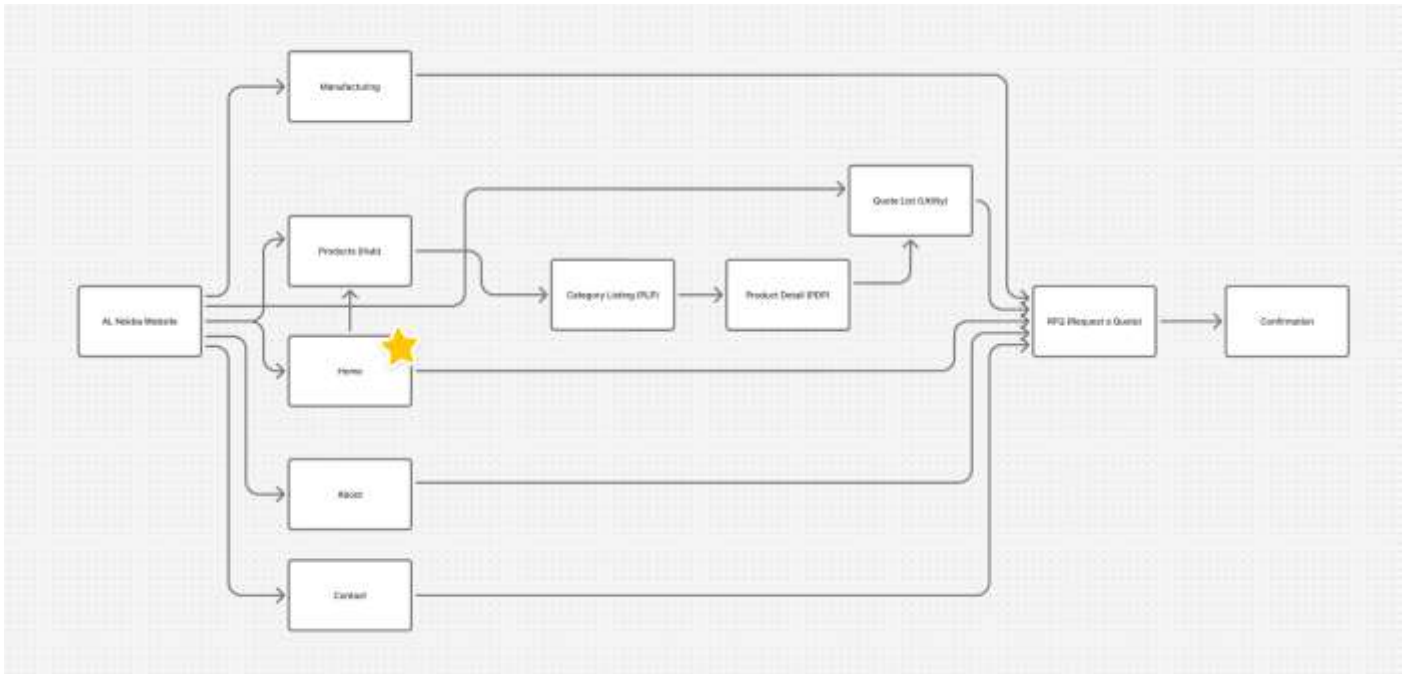 Manufacturing
Quote List (Utility)
Products (Hub)
Category Listing (PLP)
Product Detail (PDP)
AL Website
RFQ (Request a Quote)
Confirmation
Home
About
Contact